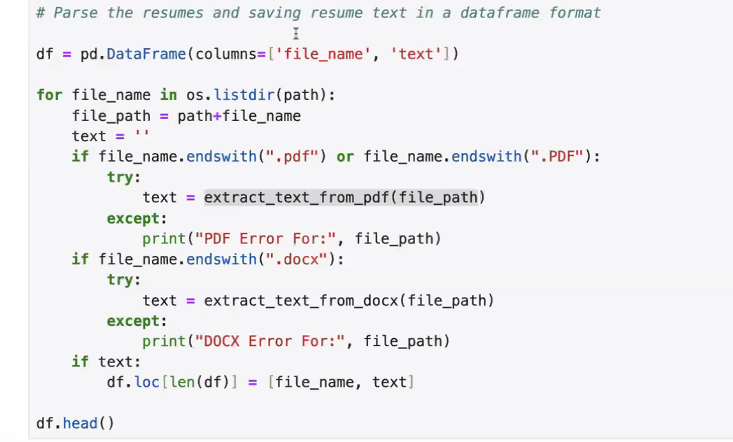 # Parse the resumes and saving resume text in a dataframe format
df = pd.DataFrame(columns=['file_name', 'text'])
for file_name in os.listdir(path):
    file_path = path+file_name
    text = ''
    if file_name.endswith(".pdf") or file_name.endswith(".PDF"):
        try:
            text = extract_text_from_pdf(file_path)
        except:
            print("PDF Error For:", file_path)
    if file_name.endswith(".docx"):
        try:
            text = extract_text_from_docx(file_path)
        except:
            print("DOCX Error For:", file_path)
    if text:
        df.loc[len(df)] = [file_name, text]
df.head()